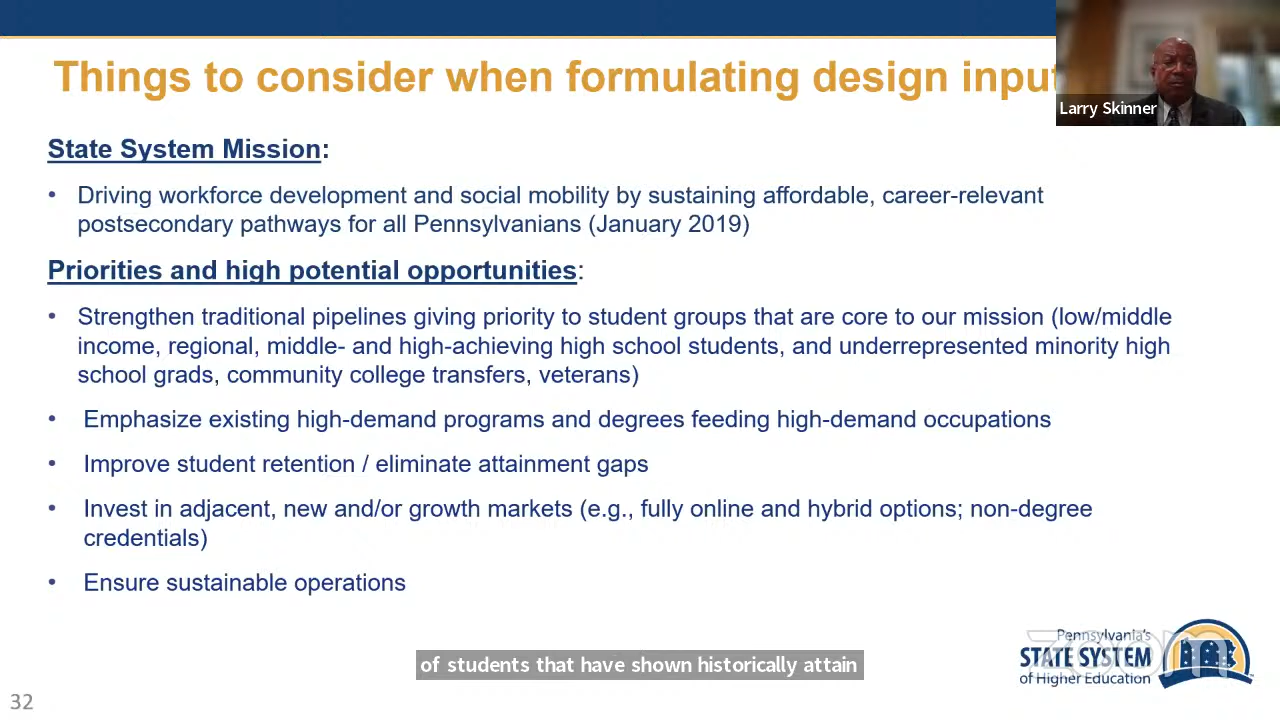 Things to consider when formulating design input
Larry Skinner
State System Mission:
• Driving workforce development and social mobility by sustaining affordable, career-relevant
postsecondary pathways for all Pennsylvanians (January 2019)
Priorities and high potential opportunities:
• Strengthen traditional pipelines giving priority to student groups that are core to our mission (low/middle
income, regional, middle- and high-achieving high school students, and underrepresented minority high
school grads, community college transfers, veterans)
• Emphasize existing high-demand programs and degrees feeding high-demand occupations
• Improve student retention / eliminate attainment gaps
• Invest in adjacent, new and/or growth markets (e.g., fully online and hybrid options; non-degree
credentials)
• Ensure sustainable operations
Pennsylvania's
STATE SYSTEM
of Higher Education
zoom
of students that have shown historically attain
32